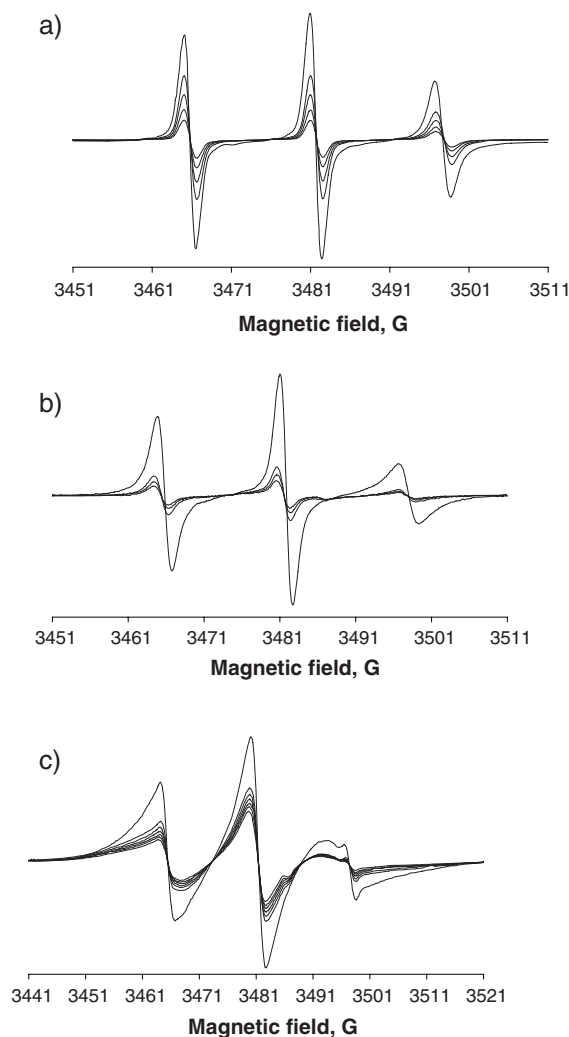 a)
3451 3461 3471 3481 3491 3501 3511
Magnetic field, G
b)
3451 3461 3471 3481 3491 3501 3511
Magnetic field, G
c)
3441 3451 3461 3471 3481 3491 3501 3511 3521
Magnetic field, G